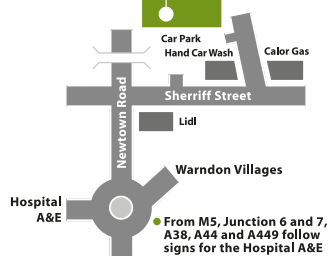 Car Park
Hand Car Wash
Calor Gas
Sherriff Street
Newtown Road
Lidl
Warndon Villages
Hospital
A&E
From M5, Junction 6 and 7,
A38, A44 and A449 follow
signs for the Hospital A&E